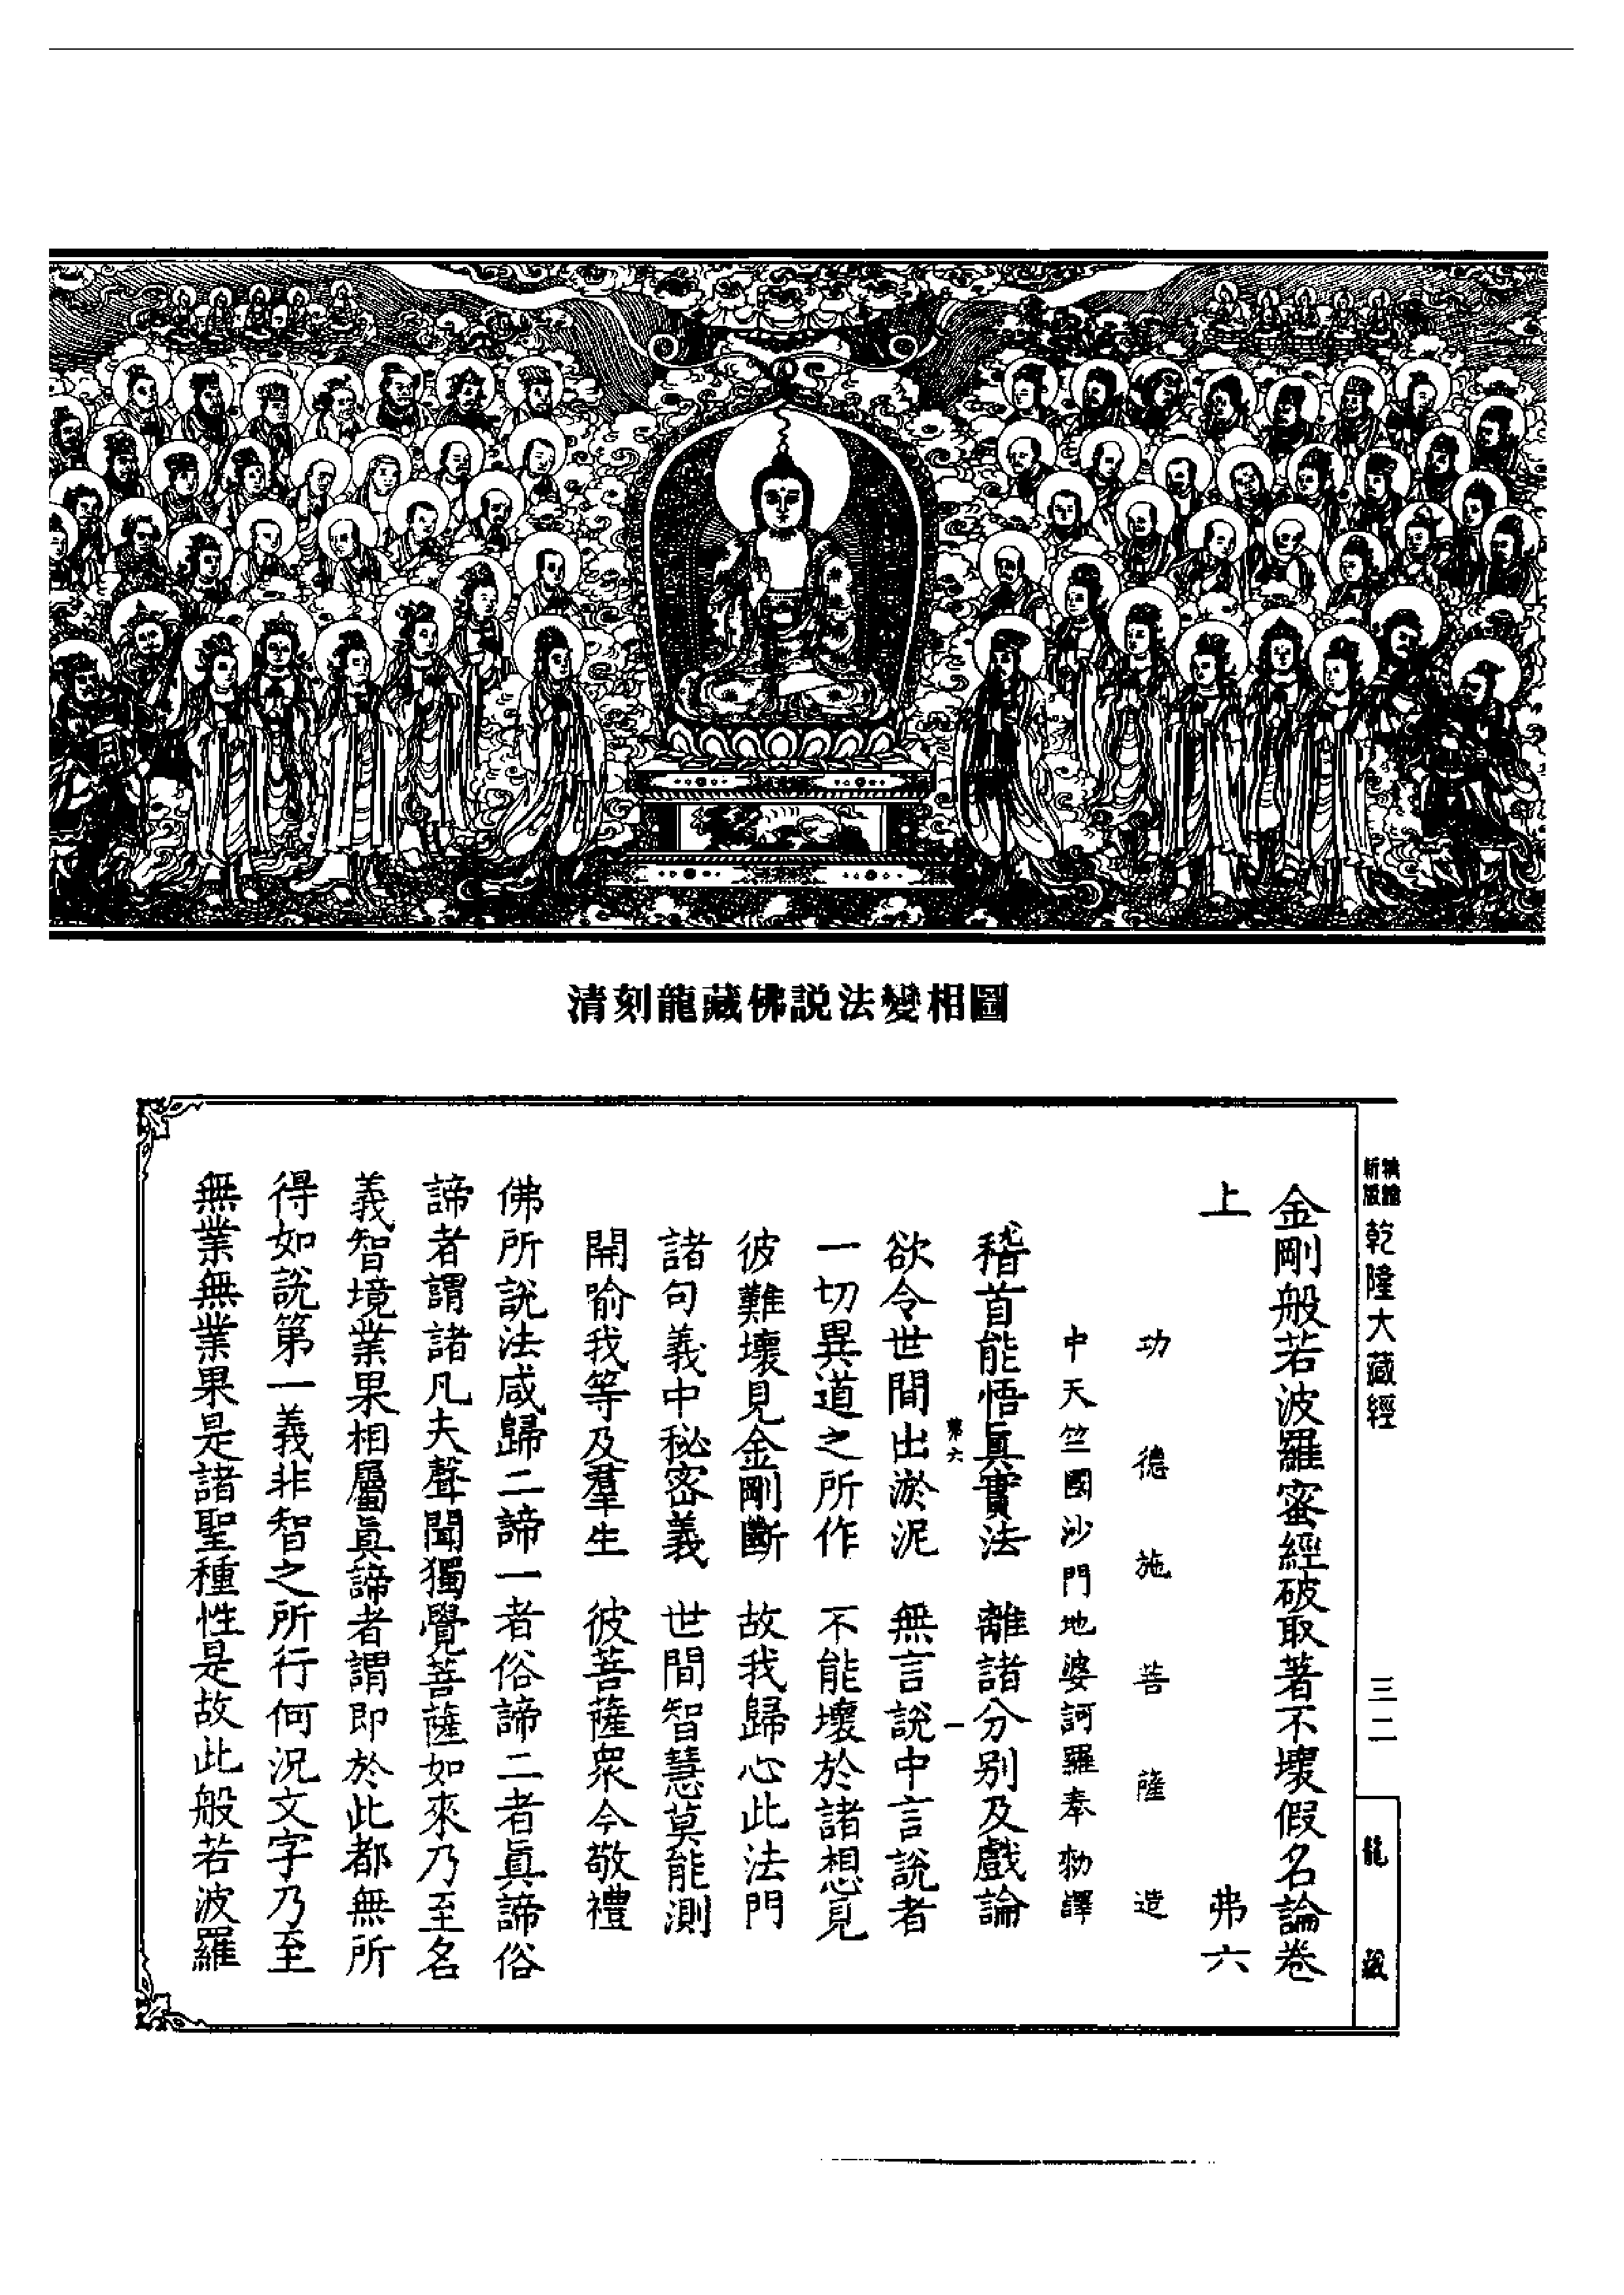 清刻龍藏佛説法變相圖
新版
乾隆大藏經
三二
龍藏
金剛般若波羅蜜經破取著不壞假名論卷
上 弗六
功德施菩薩造
中天竺國沙門地婆訶羅奉勅譯
稽首能悟眞實法 離諸分別及戲論
第六 一
欲令世間出淤泥 無言說中言說者
一切異道之所作 不能壞於諸想見
彼難壞見金剛斷 故我歸心此法門
諸句義中秘密義 世間智慧莫能測
開喻我等及羣生 彼菩薩衆今敬禮
佛所說法咸歸二諦一者俗諦二者眞諦俗
諦者謂諸凡夫聲聞獨覺菩薩如來乃至名
義智境業果相屬眞諦者謂即於此都無所
得如說第一義非智之所行何況文字乃至
無業無業果是諸聖種性是故此般若波羅